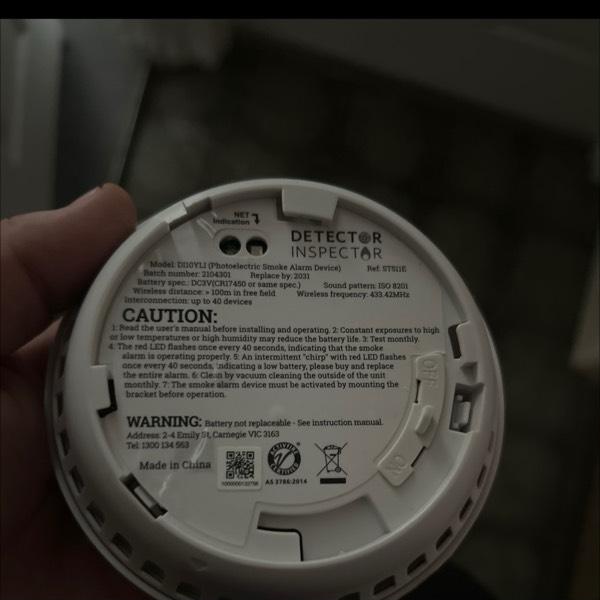 NET
Indication
DETECTOR
INSPECTOR
Model: DI10YLI (Photoelectric Smoke Alarm Device) Ref: ST511E
Batch number: 2104301 Replace by: 2031
Battery spec.: DC3V(CR17450 or same spec.) Sound pattern: ISO 8201
Wireless distance: > 100m in free field Wireless frequency: 433.42MHz
Interconnection: up to 40 devices
CAUTION:
1: Read the user's manual before installing and operating. 2: Constant exposures to high
or low temperatures or high humidity may reduce the battery life. 3: Test monthly.
4: The red LED flashes once every 40 seconds, indicating that the smoke
alarm is operating properly. 5: An intermittent "chirp" with red LED flashes
once every 40 seconds, indicating a low battery, please buy and replace
the entire alarm. 6: Clean by vacuum cleaning the outside of the unit
monthly. 7: The smoke alarm device must be activated by mounting the
bracket before operation.
OFF
ON
WARNING: Battery not replaceable - See instruction manual.
Address: 2-4 Emily St, Carnegie VIC 3163
Tel: 1300 134 563
Made in China
ACTIVFIRE
CERTIFIED
AS 3786:2014